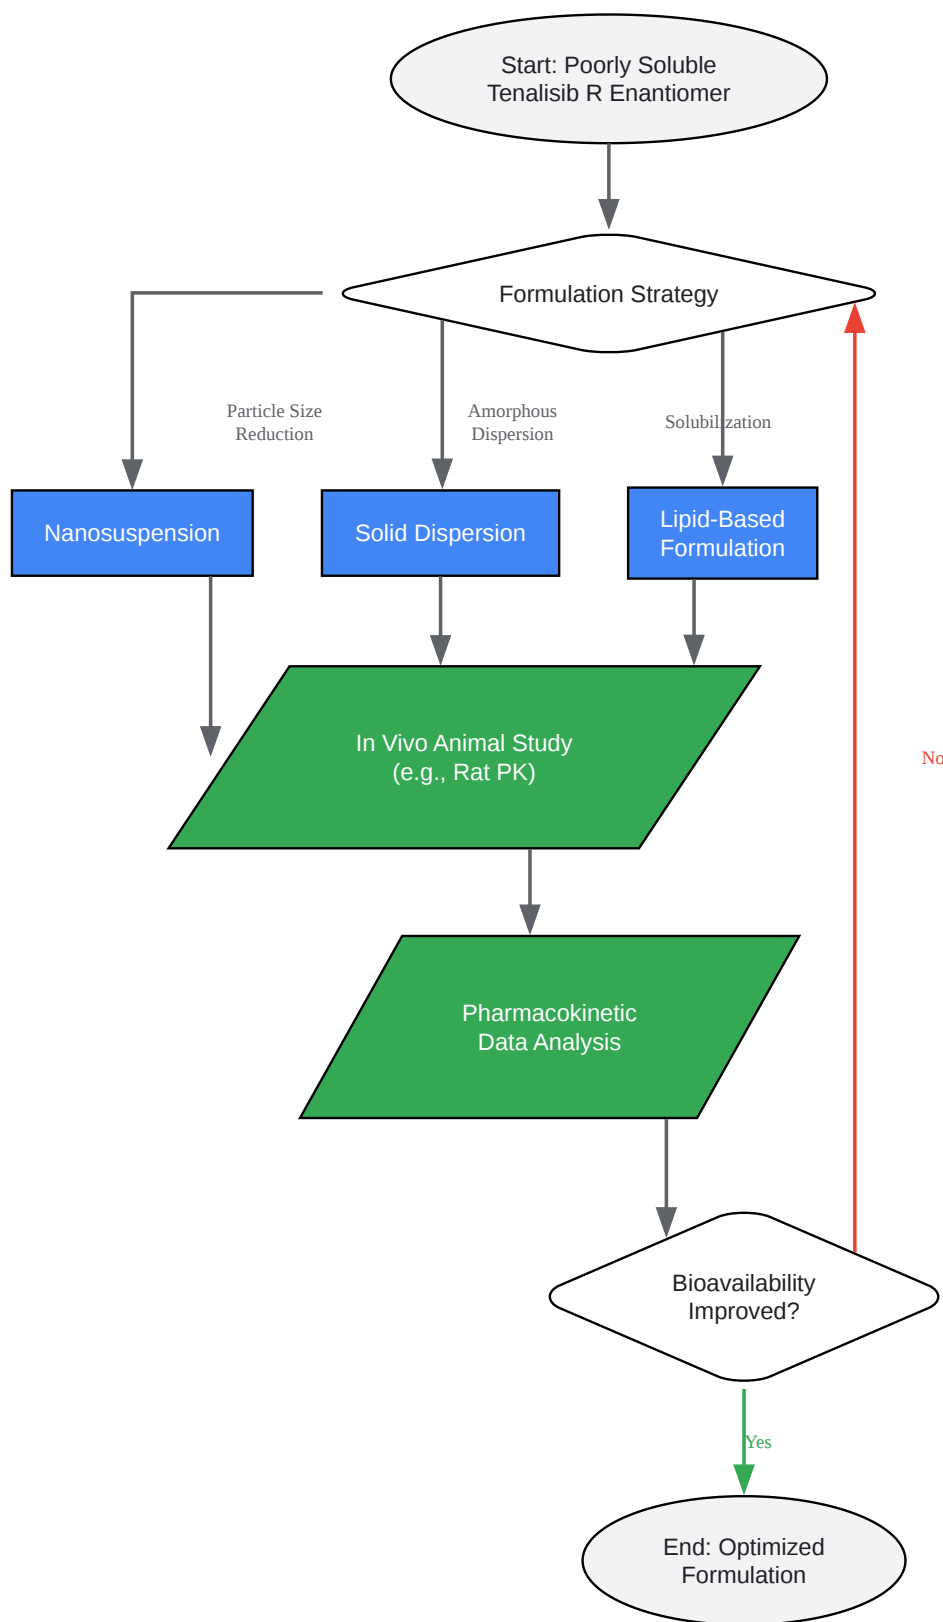 Start: Poorly Soluble
Tenalisib R Enantiomer
Formulation Strategy
Particle Size
Reduction
Amorphous
Dispersion
Solubilization
Nanosuspension
Solid Dispersion
Lipid-Based
Formulation
In Vivo Animal Study
(e.g., Rat PK)
No
Pharmacokinetic
Data Analysis
Bioavailability
Improved?
Yes
End: Optimized
Formulation